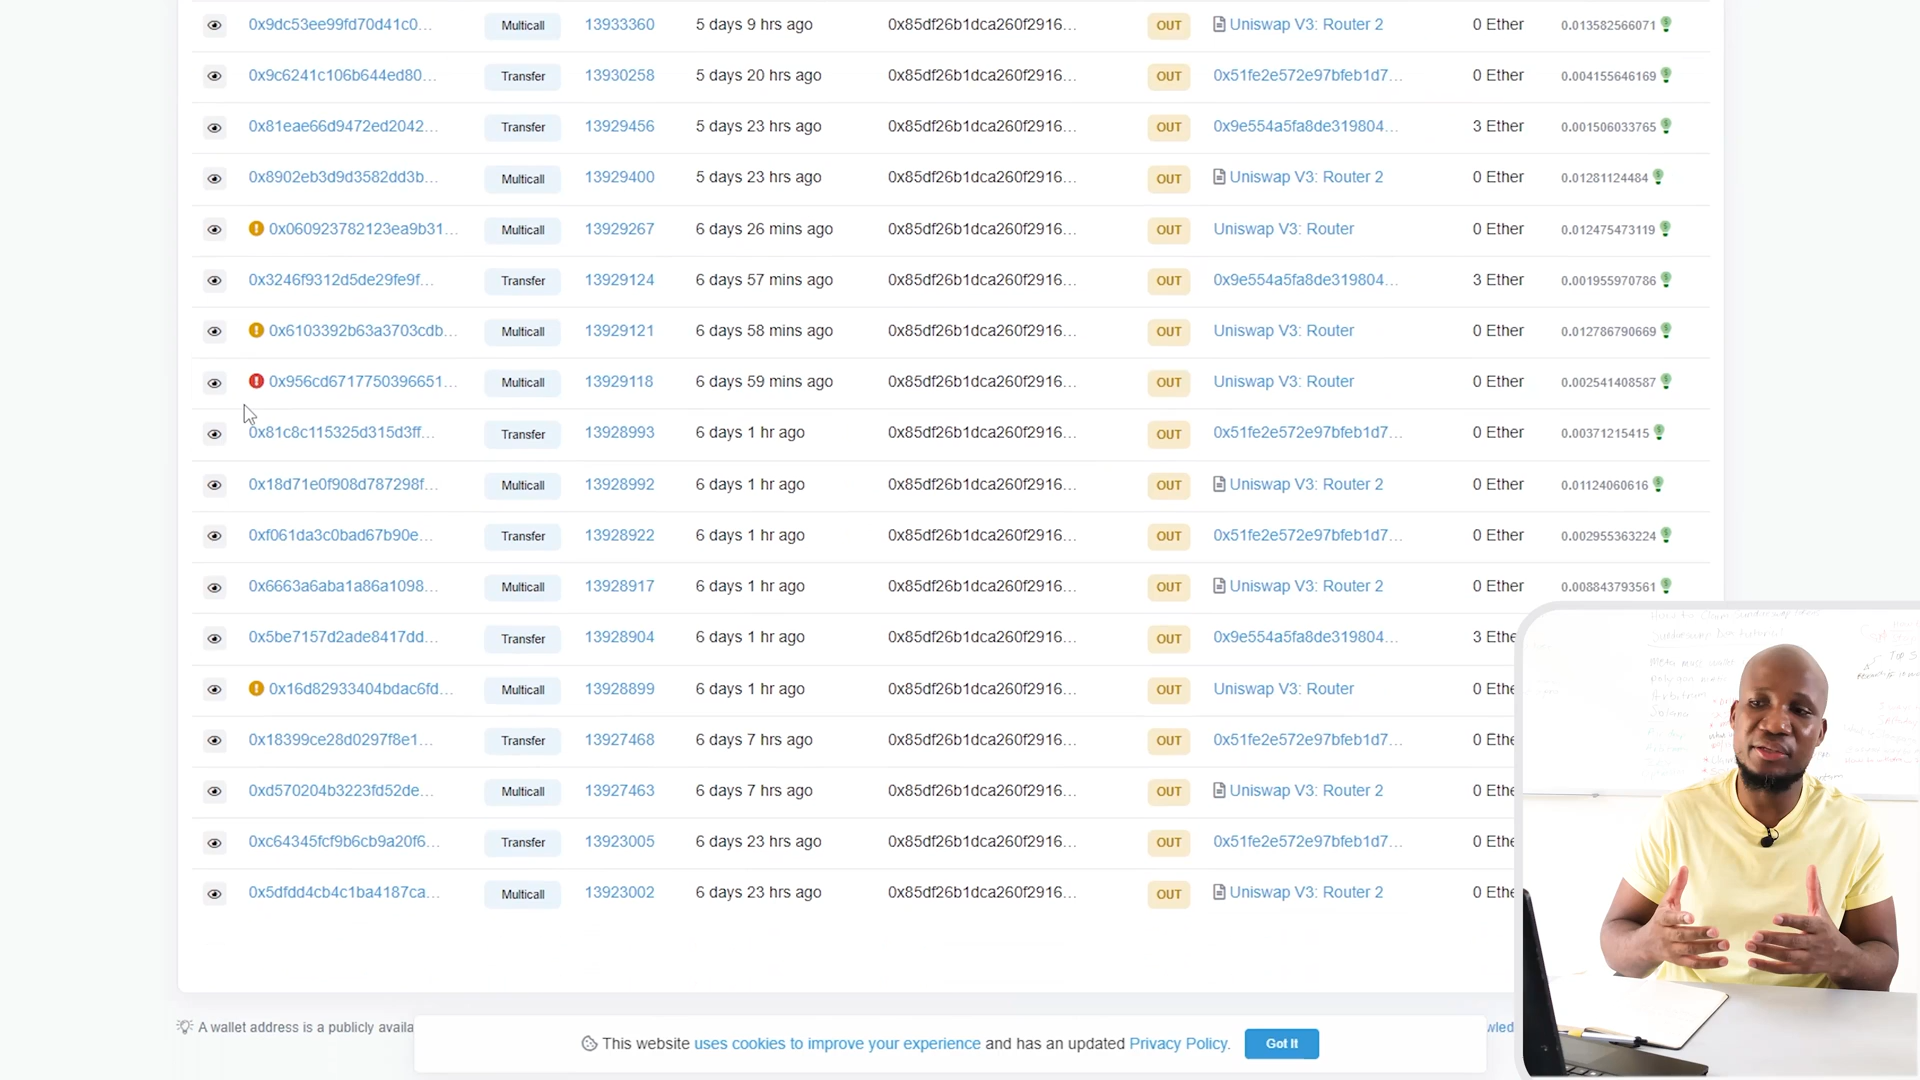 0x9dc53ee99fd70d41c0... Multicall 13933360 5 days 9 hrs ago 0x85df26b1dca260f2916... OUT Uniswap V3: Router 2 0 Ether 0.013582566071
0x9c6241c106b644ed80... Transfer 13930258 5 days 20 hrs ago 0x85df26b1dca260f2916... OUT 0x51fe2e572e97bfeb1d7... 0 Ether 0.004155646169
0x81eae66d9472ed2042... Transfer 13929456 5 days 23 hrs ago 0x85df26b1dca260f2916... OUT 0x9e554a5fa8de319804... 3 Ether 0.001506033765
0x8902eb3d9d3582dd3b... Multicall 13929400 5 days 23 hrs ago 0x85df26b1dca260f2916... OUT Uniswap V3: Router 2 0 Ether 0.01281124484
0x060923782123ea9b31... Multicall 13929267 6 days 26 mins ago 0x85df26b1dca260f2916... OUT Uniswap V3: Router 0 Ether 0.012475473119
0x3246f9312d5de29fe9f... Transfer 13929124 6 days 57 mins ago 0x85df26b1dca260f2916... OUT 0x9e554a5fa8de319804... 3 Ether 0.001955970786
0x6103392b63a3703cdb... Multicall 13929121 6 days 58 mins ago 0x85df26b1dca260f2916... OUT Uniswap V3: Router 0 Ether 0.012786790669
0x956cd6717750396651... Multicall 13929118 6 days 59 mins ago 0x85df26b1dca260f2916... OUT Uniswap V3: Router 0 Ether 0.002541408587
0x81c8c115325d315d3ff... Transfer 13928993 6 days 1 hr ago 0x85df26b1dca260f2916... OUT 0x51fe2e572e97bfeb1d7... 0 Ether 0.00371215415
0x18d71e0f908d787298f... Multicall 13928992 6 days 1 hr ago 0x85df26b1dca260f2916... OUT Uniswap V3: Router 2 0 Ether 0.01124060616
0xf061da3c0bad67b90e... Transfer 13928922 6 days 1 hr ago 0x85df26b1dca260f2916... OUT 0x51fe2e572e97bfeb1d7... 0 Ether 0.002955363224
0x6663a6aba1a86a1098... Multicall 13928917 6 days 1 hr ago 0x85df26b1dca260f2916... OUT Uniswap V3: Router 2 0 Ether 0.008843793561
0x5be7157d2ade8417dd... Transfer 13928904 6 days 1 hr ago 0x85df26b1dca260f2916... OUT 0x9e554a5fa8de319804... 3 Ethe
0x16d82933404bdac6fd... Multicall 13928899 6 days 1 hr ago 0x85df26b1dca260f2916... OUT Uniswap V3: Router 0 Ethe
0x18399ce28d0297f8e1... Transfer 13927468 6 days 7 hrs ago 0x85df26b1dca260f2916... OUT 0x51fe2e572e97bfeb1d7... 0 Ethe
0xd570204b3223fd52de... Multicall 13927463 6 days 7 hrs ago 0x85df26b1dca260f2916... OUT Uniswap V3: Router 2 0 Ethe
0xc64345fcf9b6cb9a20f6... Transfer 13923005 6 days 23 hrs ago 0x85df26b1dca260f2916... OUT 0x51fe2e572e97bfeb1d7... 0 Ethe
0x5dfdd4cb4c1ba4187ca... Multicall 13923002 6 days 23 hrs ago 0x85df26b1dca260f2916... OUT Uniswap V3: Router 2 0 Ethe
A wallet address is a publicly availa wled
This website uses cookies to improve your experience and has an updated Privacy Policy. Got It